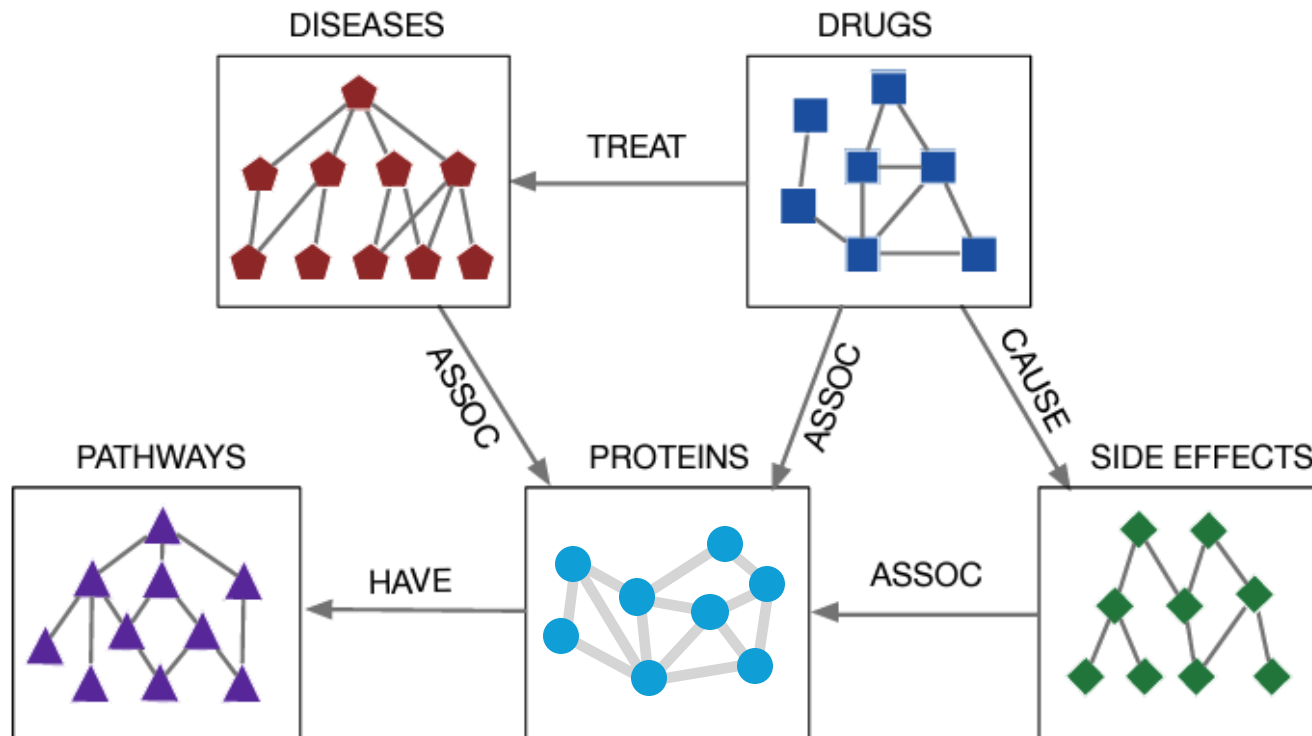 DISEASES
DRUGS
TREAT
ASSOC
ASSOC
CAUSE
PATHWAYS
PROTEINS
SIDE EFFECTS
HAVE
ASSOC